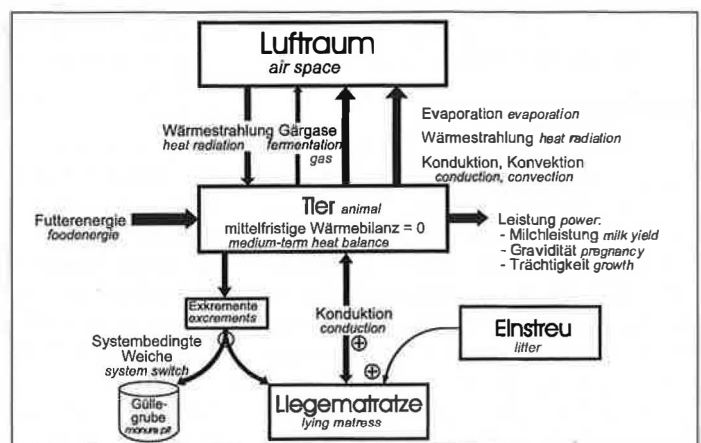 Luftraum
air space
Wärmestrahlung Gärgase
heat radiation fermentation
gas
Evaporation evaporation
Wärmestrahlung heat radiation
Konduktion, Konvektion
conduction, convection
Futterenergie
foodenergie
Tier animal
mittelfristige Wärmebilanz = 0
medium-term heat balance
Leistung power:
- Milchleistung milk yield
- Gravidität pregnancy
- Trächtigkeit growth
Exkremente
excrements
Konduktion
conduction
Einstreu
litter
Systembedingte
Weiche
system switch
Gülle-
grube
manure pit
Liegematratze
lying matress